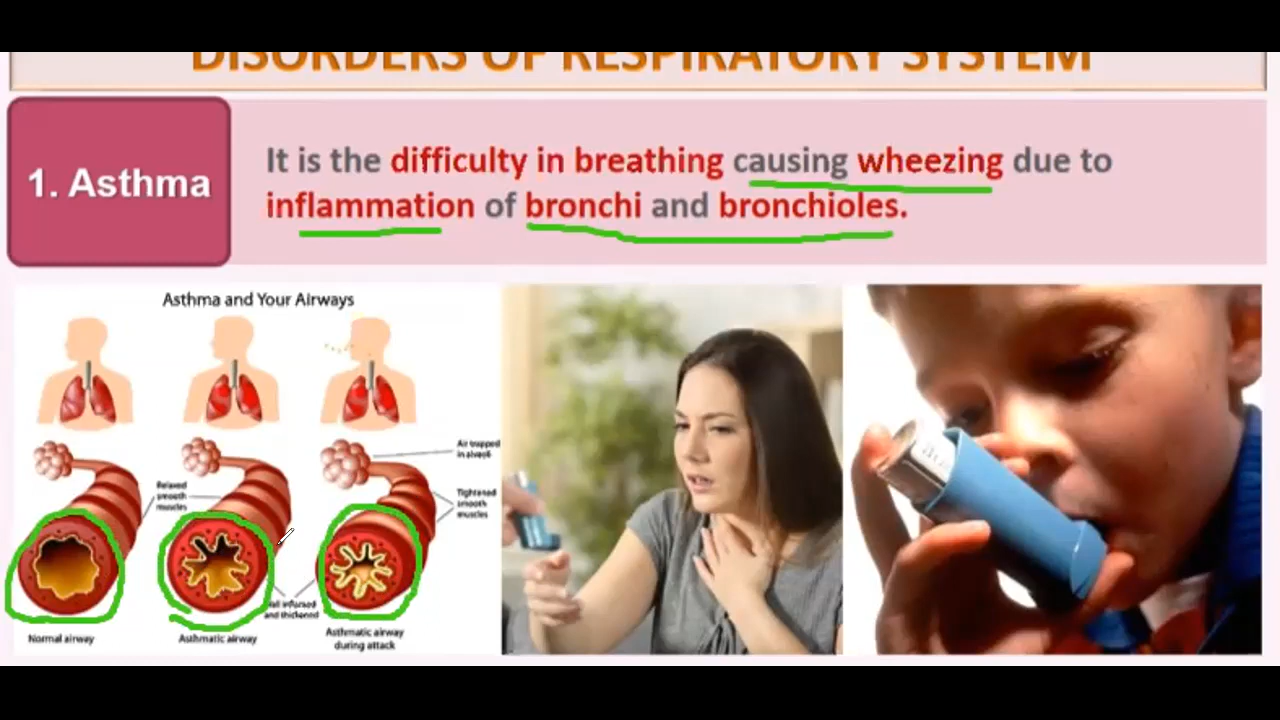 DISORDERS OF RESPIRATORY SYSTEM
1. Asthma
It is the difficulty in breathing causing wheezing due to
inflammation of bronchi and bronchioles.
Asthma and Your Airways
Air trapped
in alveoli
Relaxed
smooth
muscles
Tightened
smooth
muscles
Wall inflamed
and thickened
Normal airway
Asthmatic airway
Asthmatic airway
during attack